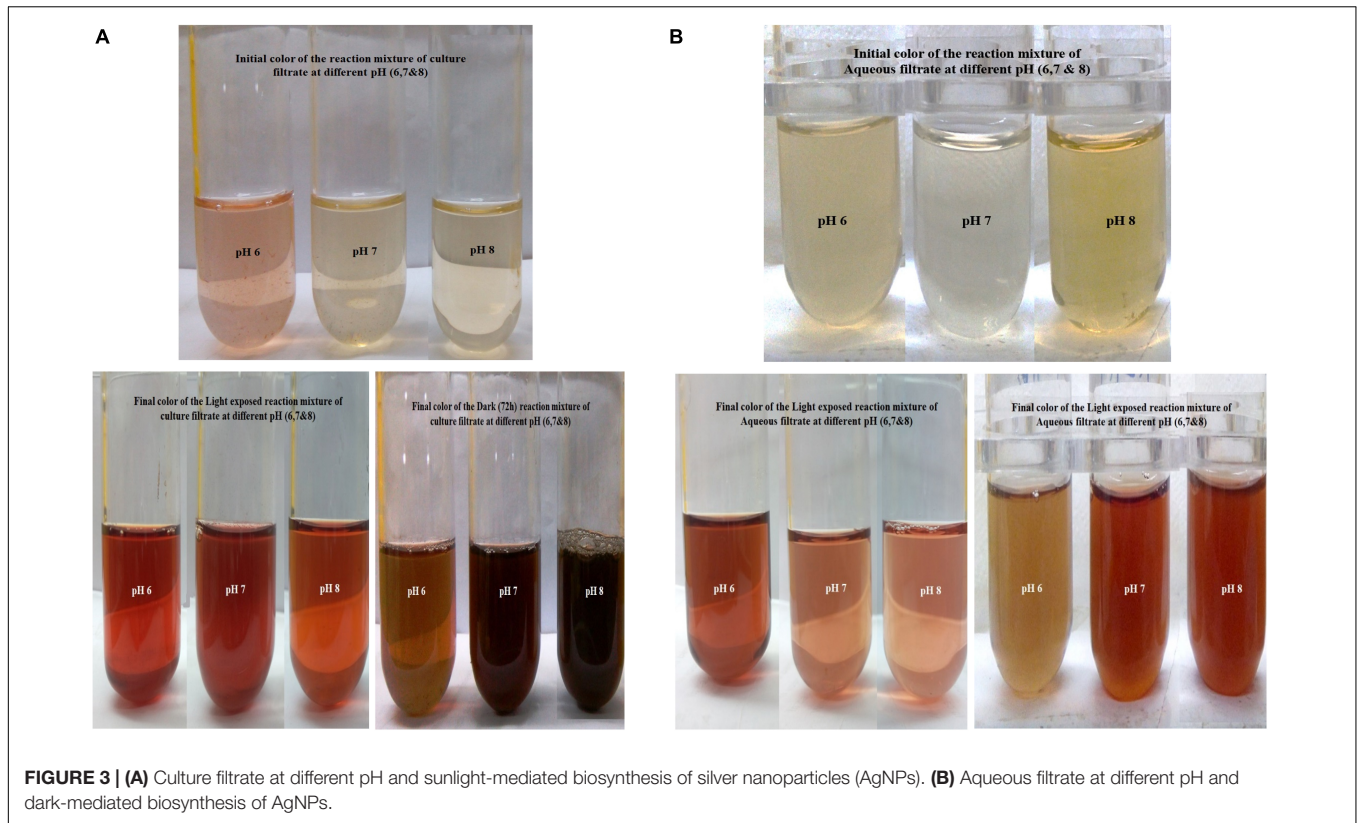 A
Initial color of the reaction mixture of culture
filtrate at different pH (6,7&8)
pH 6
pH 7
pH 8
Final color of the Light exposed reaction mixture of
culture filtrate at different pH (6,7&8)
pH 6
pH 7
pH 8
Final color of the Dark (72h) reaction mixture of
culture filtrate at different pH (6,7&8)
pH 6
pH 7
pH 8
B
Initial color of the reaction mixture of
Aqueous filtrate at different pH (6,7 & 8)
pH 6
pH 7
pH 8
Final color of the Light exposed reaction mixture of
Aqueous filtrate at different pH (6,7&8)
pH 6
pH 7
pH 8
Final color of the Light exposed reaction mixture of
Aqueous filtrate at different pH (6,7&8)
pH 6
pH 7
pH 8
FIGURE 3 | (A) Culture filtrate at different pH and sunlight-mediated biosynthesis of silver nanoparticles (AgNPs). (B) Aqueous filtrate at different pH and
dark-mediated biosynthesis of AgNPs.